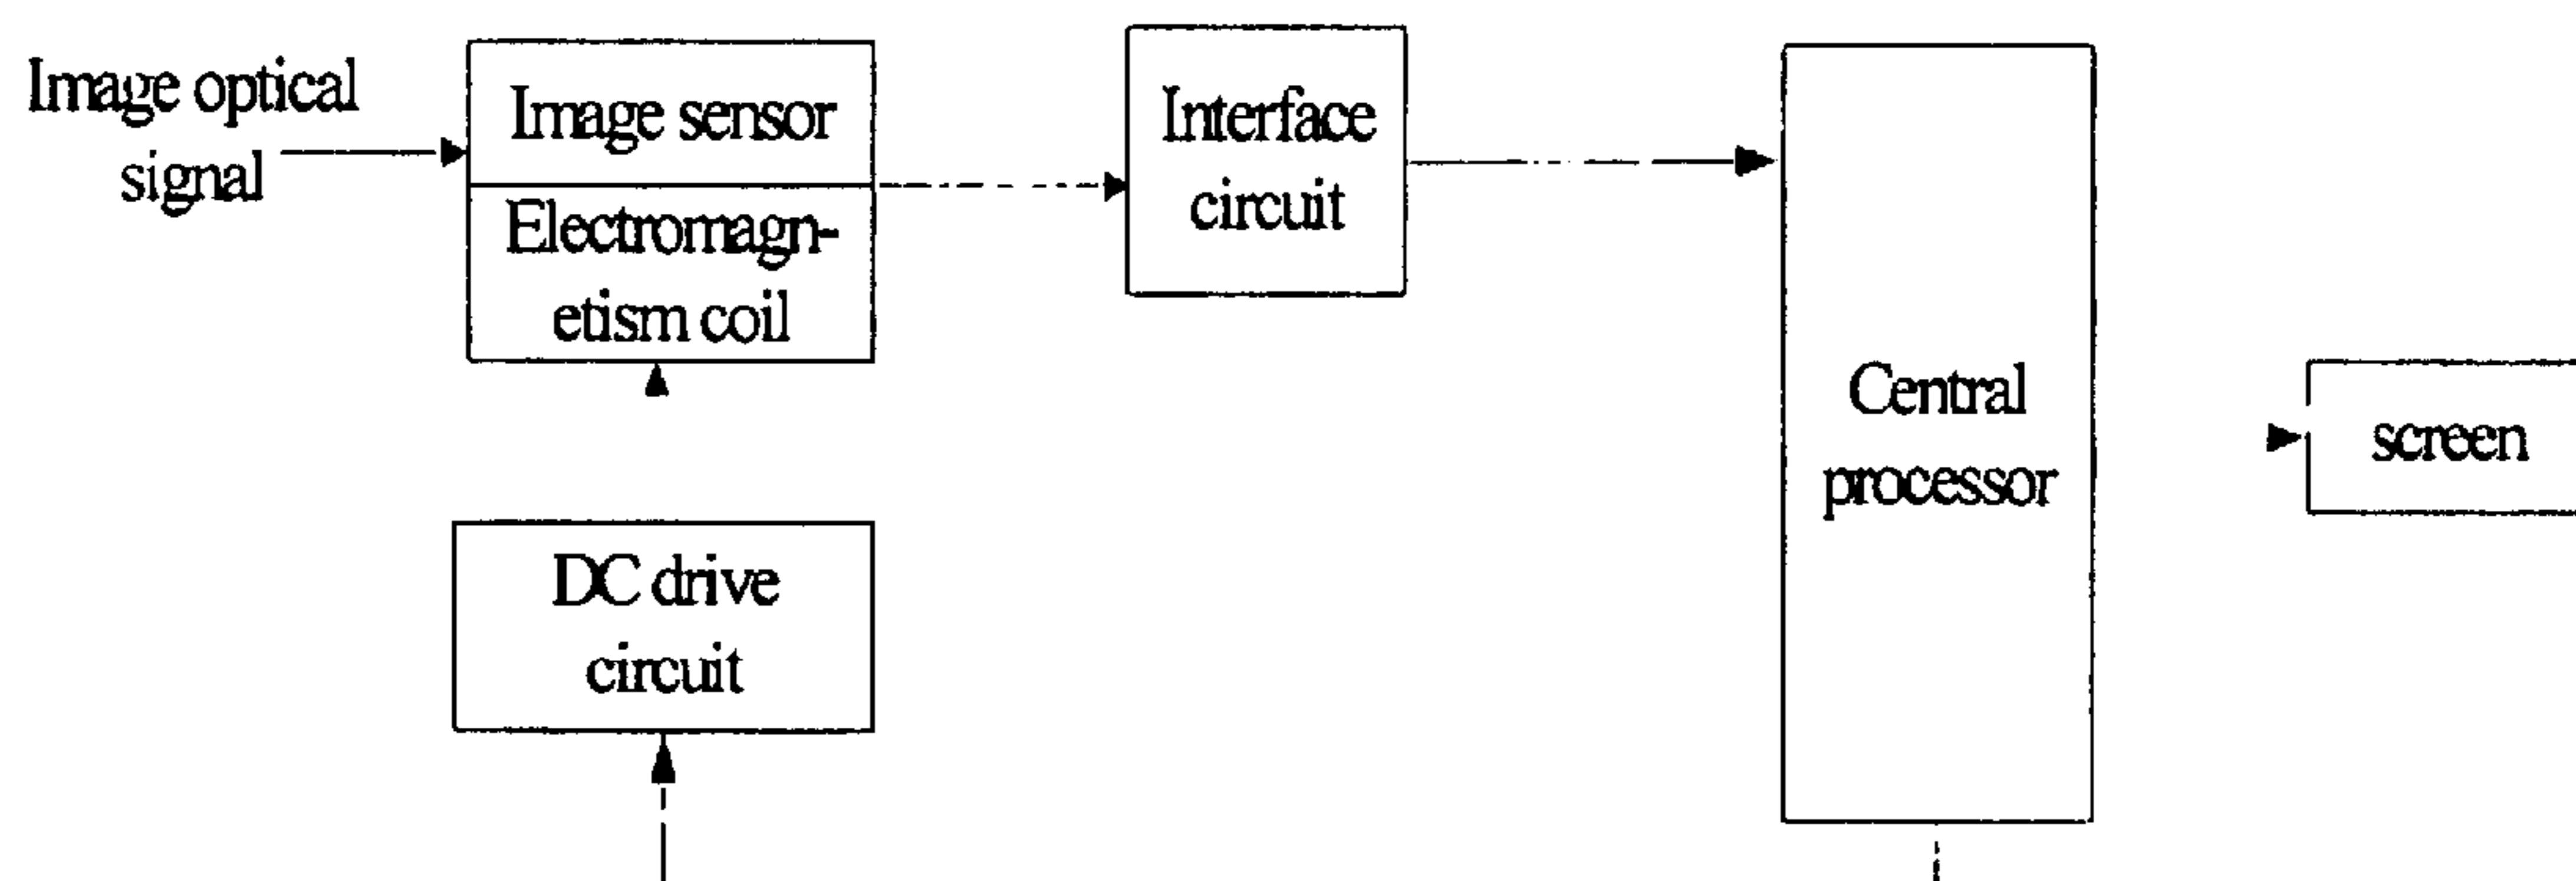 Image optical
signal
Image sensor
Electromagn-
etism coil
Interface
circuit
Central
processor
screen
DC drive
circuit